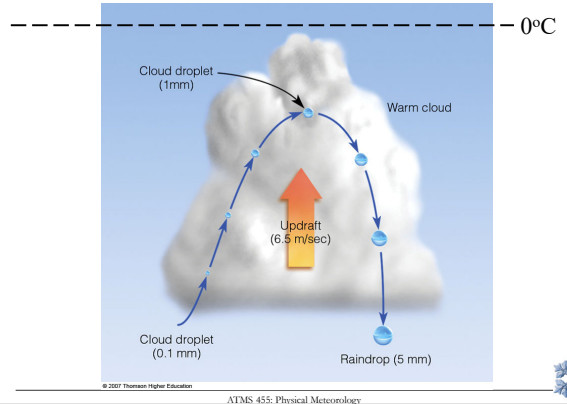 0°C
Cloud droplet
(1mm)
Warm cloud
Updraft
(6.5 m/sec)
Cloud droplet
(0.1 mm)
Raindrop (5 mm)
© 2007 Thomson Higher Education
ATMS 455: Physical Meteorology